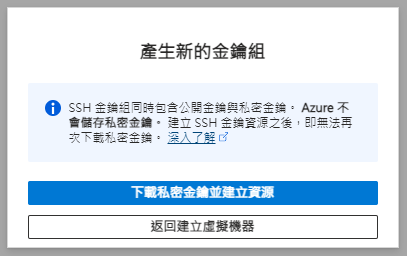 產生新的金鑰組
SSH 金鑰組同時包含公開金鑰與私密金鑰。 Azure 不
會儲存私密金鑰。 建立 SSH 金鑰資源之後，即無法再
次下載私密金鑰。 深入了解
下載私密金鑰並建立資源
返回建立虛擬機器